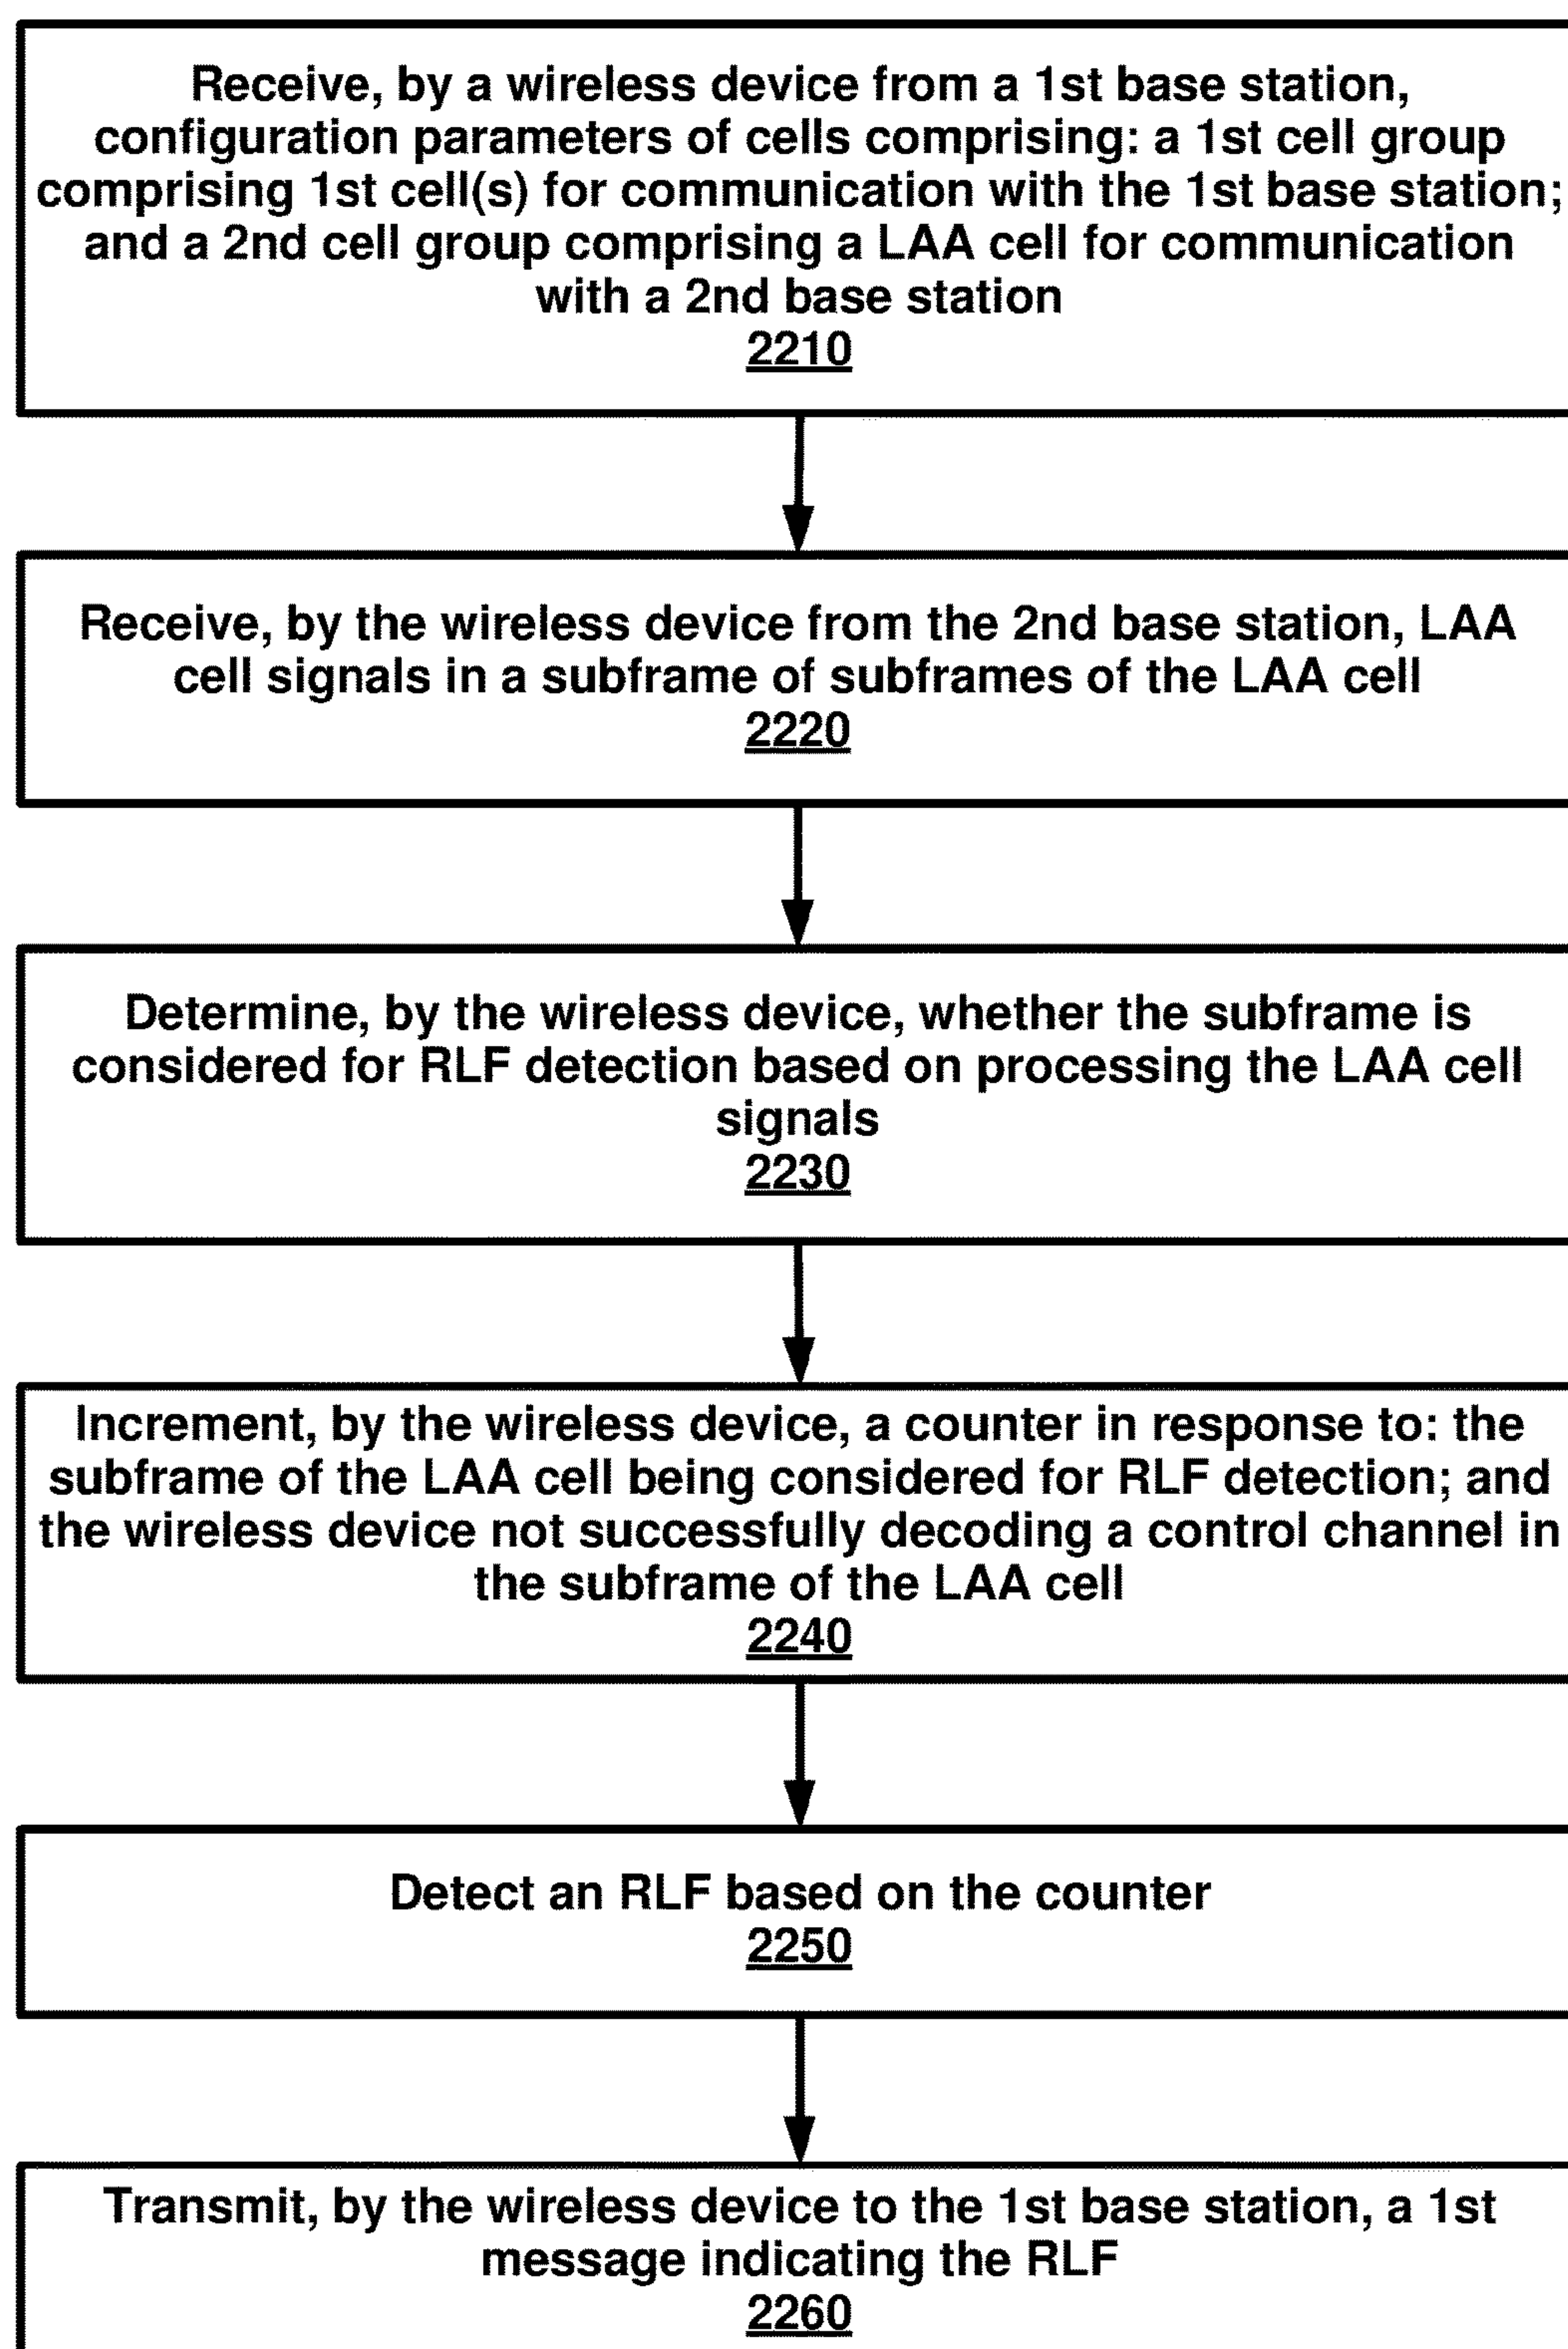 Receive, by a wireless device from a 1st base station,
configuration parameters of cells comprising: a 1st cell group
comprising 1st cell(s) for communication with the 1st base station;
and a 2nd cell group comprising a LAA cell for communication
with a 2nd base station
2210
Receive, by the wireless device from the 2nd base station, LAA
cell signals in a subframe of subframes of the LAA cell
2220
Determine, by the wireless device, whether the subframe is
considered for RLF detection based on processing the LAA cell
signals
2230
Increment, by the wireless device, a counter in response to: the
subframe of the LAA cell being considered for RLF detection; and
the wireless device not successfully decoding a control channel in
the subframe of the LAA cell
2240
Detect an RLF based on the counter
2250
Transmit, by the wireless device to the 1st base station, a 1st
message indicating the RLF
2260